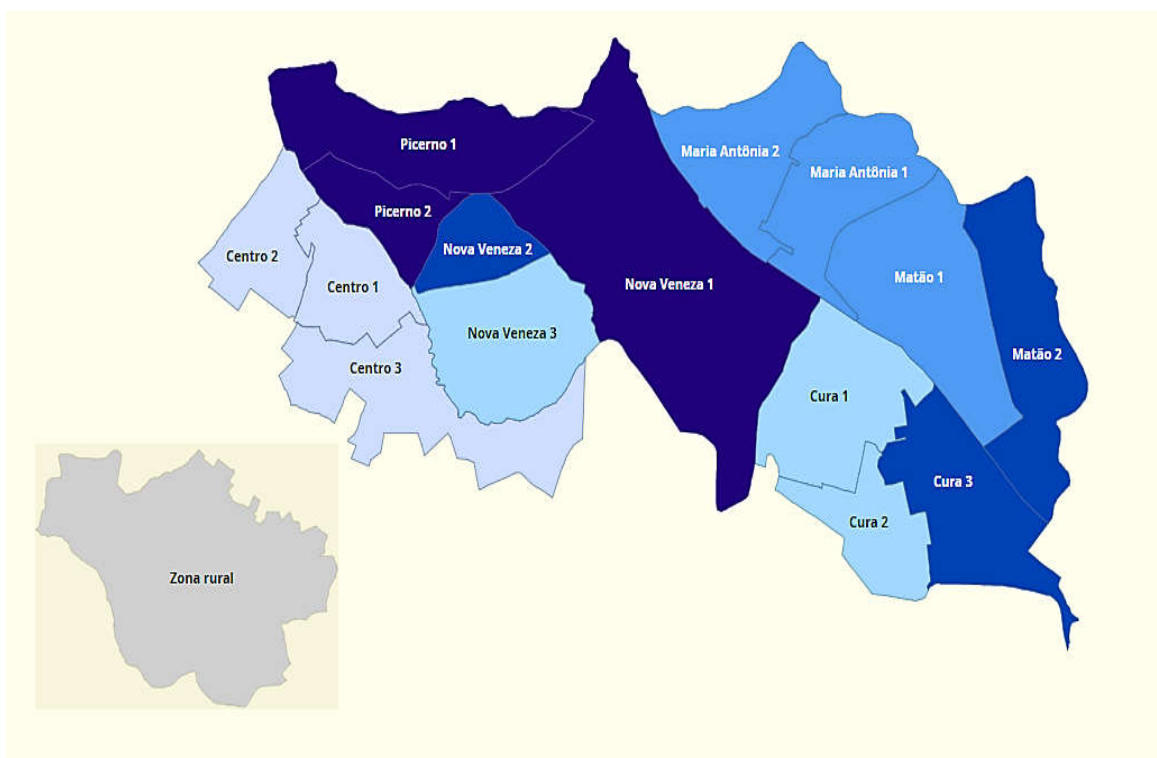 Picerno 1
Maria Antônia 2
Maria Antônia 1
Picerno 2
Nova Veneza 2
Centro 2
Centro 1
Nova Veneza 1
Matão 1
Nova Veneza 3
Matão 2
Centro 3
Cura 1
Cura 3
Cura 2
Zona rural